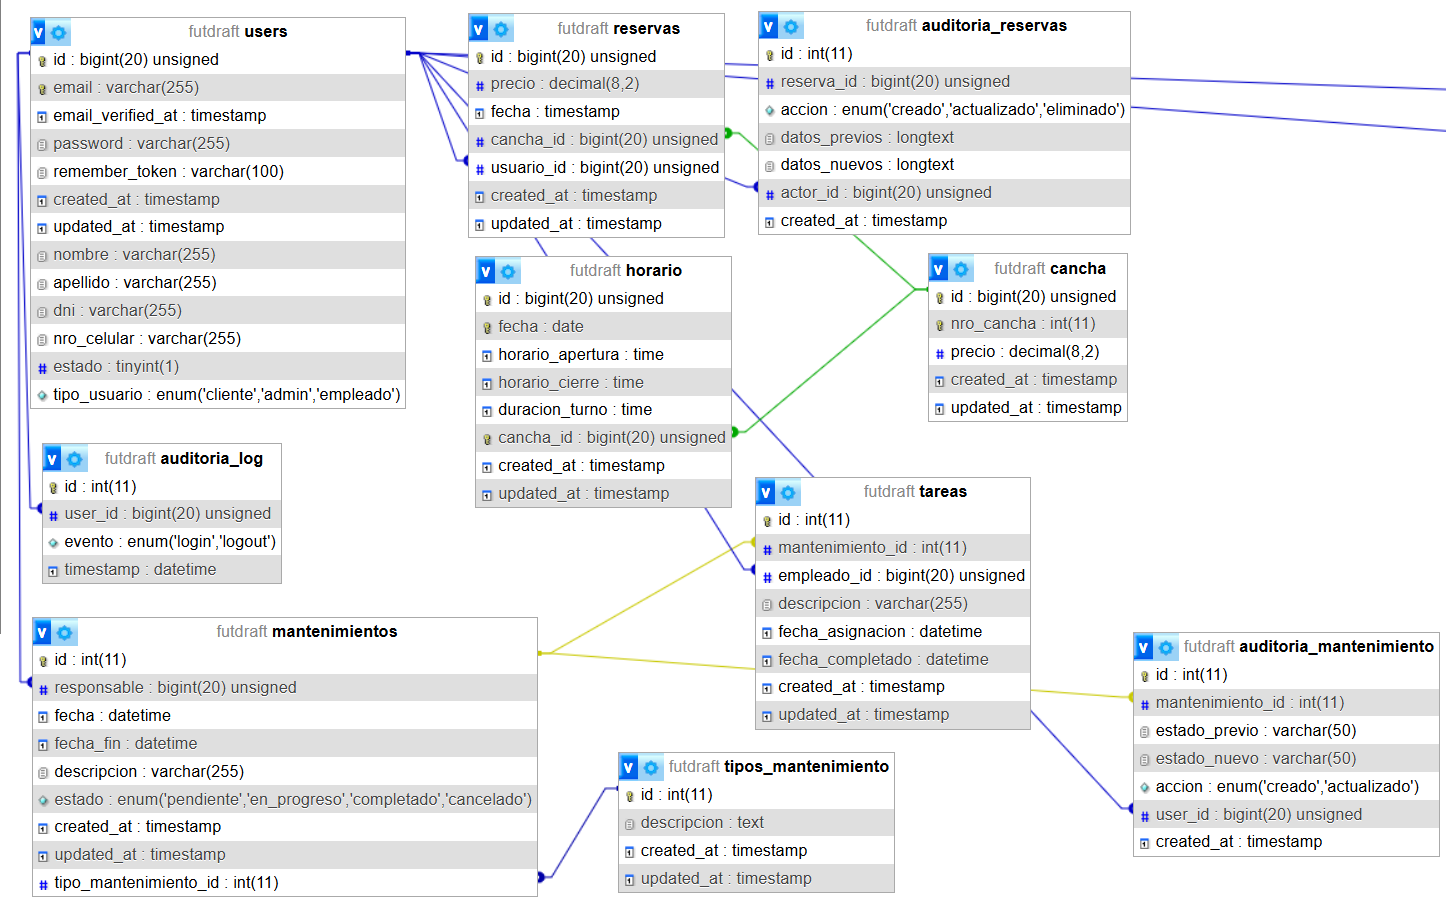 futdraft users
id : bigint(20) unsigned
email : varchar(255)
email_verified_at : timestamp
password : varchar(255)
remember_token : varchar(100)
created_at : timestamp
updated_at : timestamp
nombre : varchar(255)
apellido : varchar(255)
dni : varchar(255)
nro_celular : varchar(255)
estado : tinyint(1)
tipo_usuario : enum('cliente','admin','empleado')
futdraft reservas
id : bigint(20) unsigned
precio : decimal(8,2)
fecha : timestamp
cancha_id : bigint(20) unsigned
usuario_id : bigint(20) unsigned
created_at : timestamp
updated_at : timestamp
futdraft auditoria_reservas
id : int(11)
reserva_id : bigint(20) unsigned
accion : enum('creado','actualizado','eliminado')
datos_previos : longtext
datos_nuevos : longtext
actor_id : bigint(20) unsigned
created_at : timestamp
futdraft horario
id : bigint(20) unsigned
fecha : date
horario_apertura : time
horario_cierre : time
duracion_turno : time
cancha_id : bigint(20) unsigned
created_at : timestamp
updated_at : timestamp
futdraft cancha
id : bigint(20) unsigned
nro_cancha : int(11)
precio : decimal(8,2)
created_at : timestamp
updated_at : timestamp
futdraft auditoria_log
id : int(11)
user_id : bigint(20) unsigned
evento : enum('login','logout')
timestamp : datetime
futdraft tareas
id : int(11)
mantenimiento_id : int(11)
empleado_id : bigint(20) unsigned
descripcion : varchar(255)
fecha_asignacion : datetime
fecha_completado : datetime
created_at : timestamp
updated_at : timestamp
futdraft mantenimientos
id : int(11)
responsable : bigint(20) unsigned
fecha : datetime
fecha_fin : datetime
descripcion : varchar(255)
estado : enum('pendiente','en_progreso','completado','cancelado')
created_at : timestamp
updated_at : timestamp
tipo_mantenimiento_id : int(11)
futdraft auditoria_mantenimiento
id : int(11)
mantenimiento_id : int(11)
estado_previo : varchar(50)
estado_nuevo : varchar(50)
accion : enum('creado','actualizado')
user_id : bigint(20) unsigned
created_at : timestamp
futdraft tipos_mantenimiento
id : int(11)
descripcion : text
created_at : timestamp
updated_at : timestamp